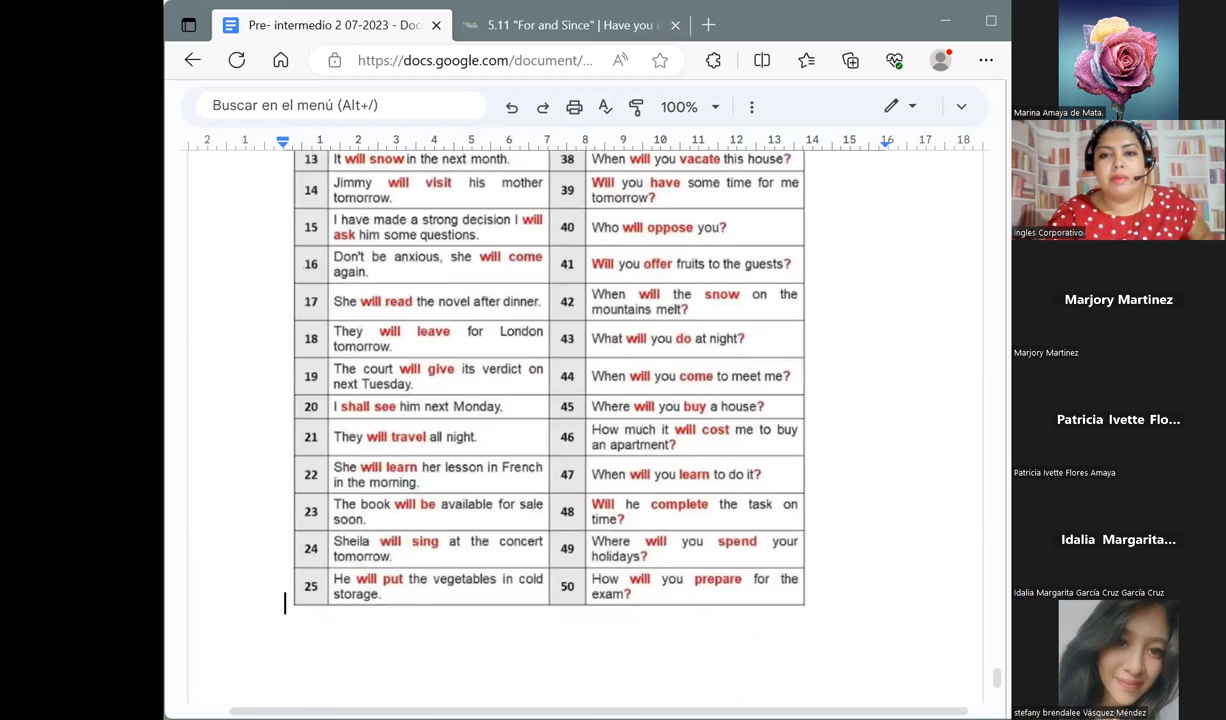 Pre- intermedio 2 07-2023 - Doc
5.11 "For and Since" | Have you e
https://docs.google.com/document/...
Buscar en el menú (Alt+/)
100%
2 1 1 2 3 4 5 6 7 8 9 10 11 12 13 14 15 16 17 18
13 It will snow in the next month.
14 Jimmy will visit his mother
tomorrow.
15 I have made a strong decision I will
ask him some questions.
16 Don't be anxious, she will come
again.
17 She will read the novel after dinner.
18 They will leave for London
tomorrow.
19 The court will give its verdict on
next Tuesday.
20 I shall see him next Monday.
21 They will travel all night.
22 She will learn her lesson in French
in the morning.
23 The book will be available for sale
soon.
24 Sheila will sing at the concert
tomorrow.
25 He will put the vegetables in cold
storage.
38 When will you vacate this house?
39 Will you have some time for me
tomorrow?
40 Who will oppose you?
41 Will you offer fruits to the guests?
42 When will the snow on the
mountains melt?
43 What will you do at night?
44 When will you come to meet me?
45 Where will you buy a house?
46 How much it will cost me to buy
an apartment?
47 When will you learn to do it?
48 Will he complete the task on
time?
49 Where will you spend your
holidays?
50 How will you prepare for the
exam?
Marina Amaya de Mata.
Ingles Corporativo
Marjory Martinez
Marjory Martinez
Patricia Ivette Flo...
Patricia Ivette Flores Amaya
Idalia Margarita...
Idalia Margarita García Cruz García Cruz
stefany brendalee Vásquez Méndez